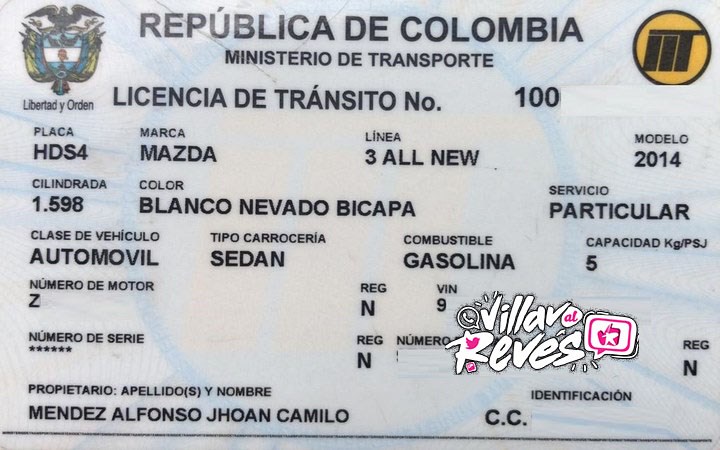 REPÚBLICA DE COLOMBIA
MINISTERIO DE TRANSPORTE
Libertad y Orden
LICENCIA DE TRÁNSITO No. 100
PLACA MARCA LÍNEA MODELO
HDS4 MAZDA 3 ALL NEW 2014
CILINDRADA COLOR SERVICIO
1.598 BLANCO NEVADO BICAPA PARTICULAR
CLASE DE VEHÍCULO TIPO CARROCERÍA COMBUSTIBLE CAPACIDAD Kg/PSJ
AUTOMOVIL SEDAN GASOLINA 5
NÚMERO DE MOTOR REG VIN
Z N 9
Villavo al Revés
NÚMERO DE SERIE REG NÚMERO REG
****** N N
PROPIETARIO: APELLIDO(S) Y NOMBRE IDENTIFICACIÓN
MENDEZ ALFONSO JHOAN CAMILO C.C.